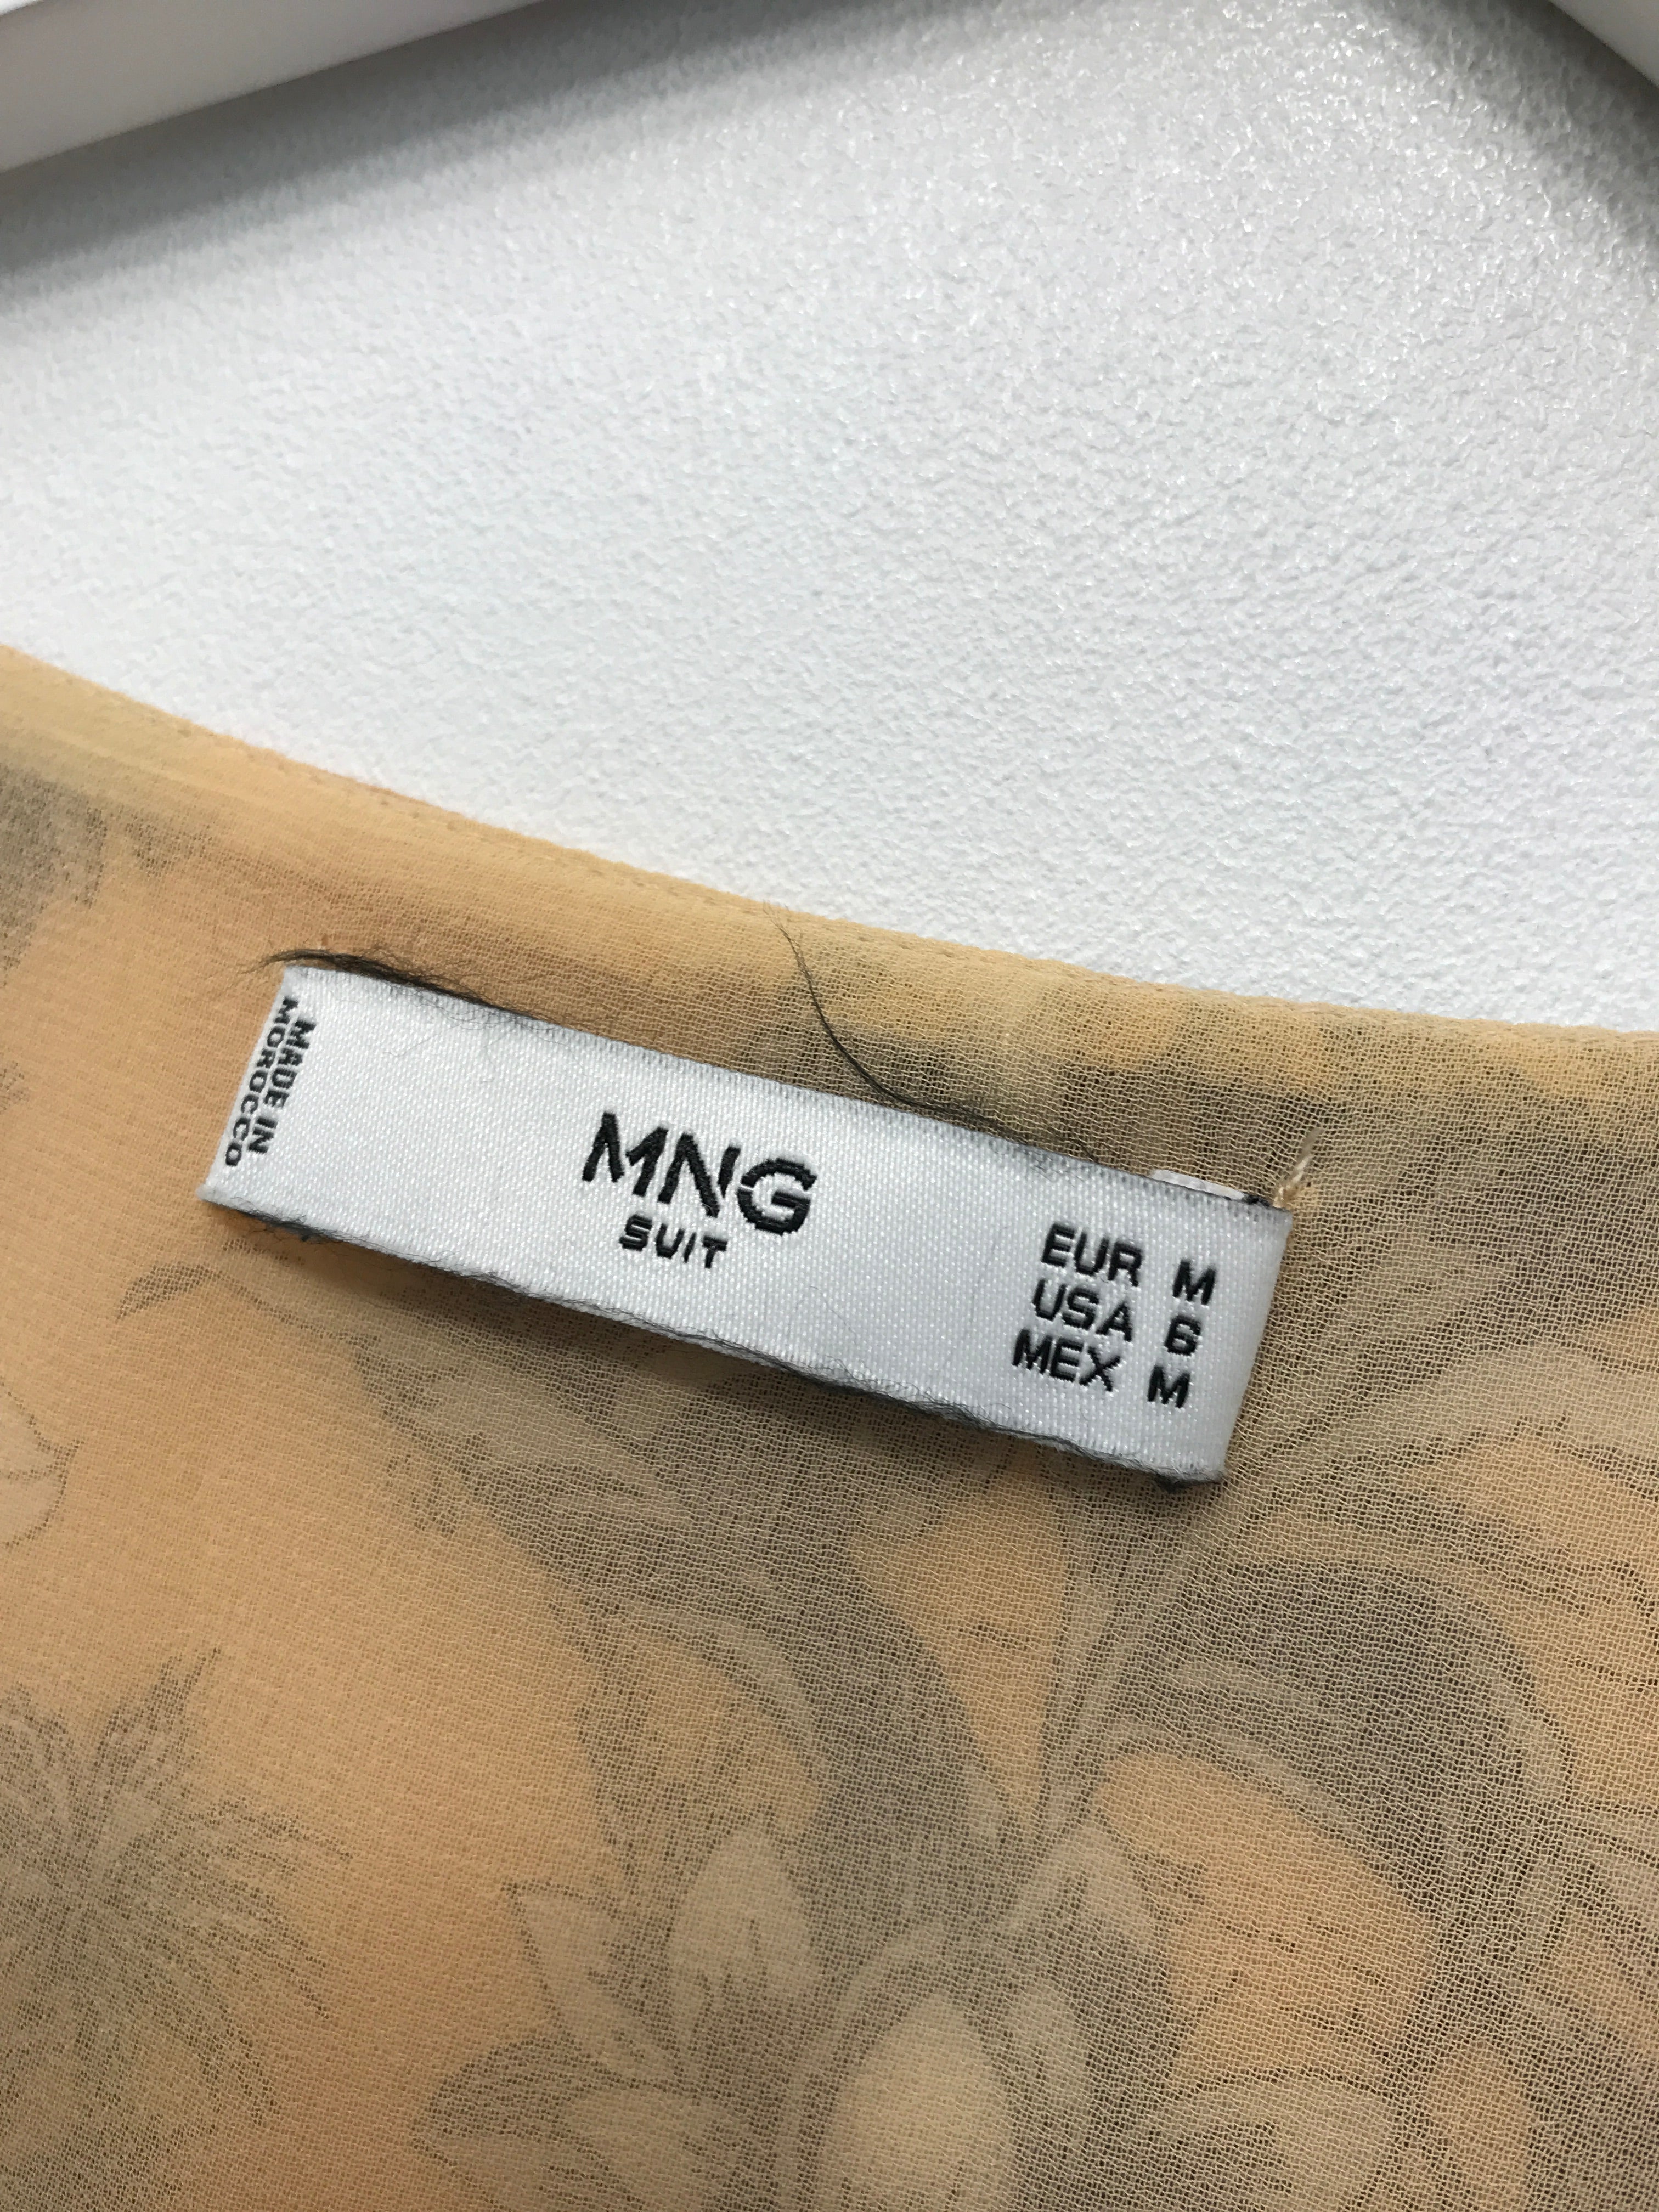 MADE IN
MOROCCO
MNG
SUIT
EUR M
USA 6
MEX M